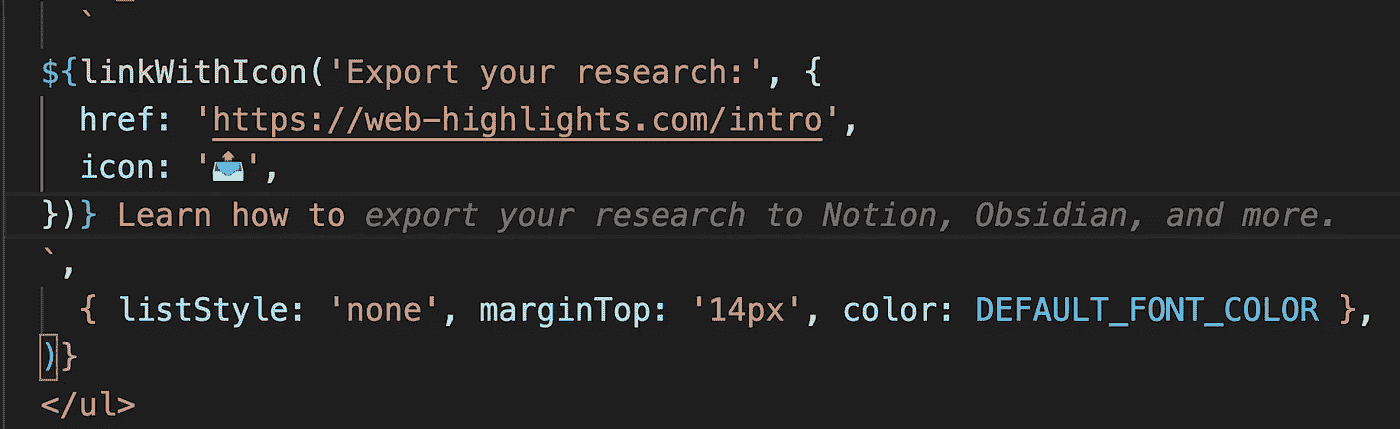 `
${linkWithIcon('Export your research:', {
href: 'https://web-highlights.com/intro',
icon: '📤',
})} Learn how to export your research to Notion, Obsidian, and more.
`,
{ listStyle: 'none', marginTop: '14px', color: DEFAULT_FONT_COLOR },
)}
</ul>